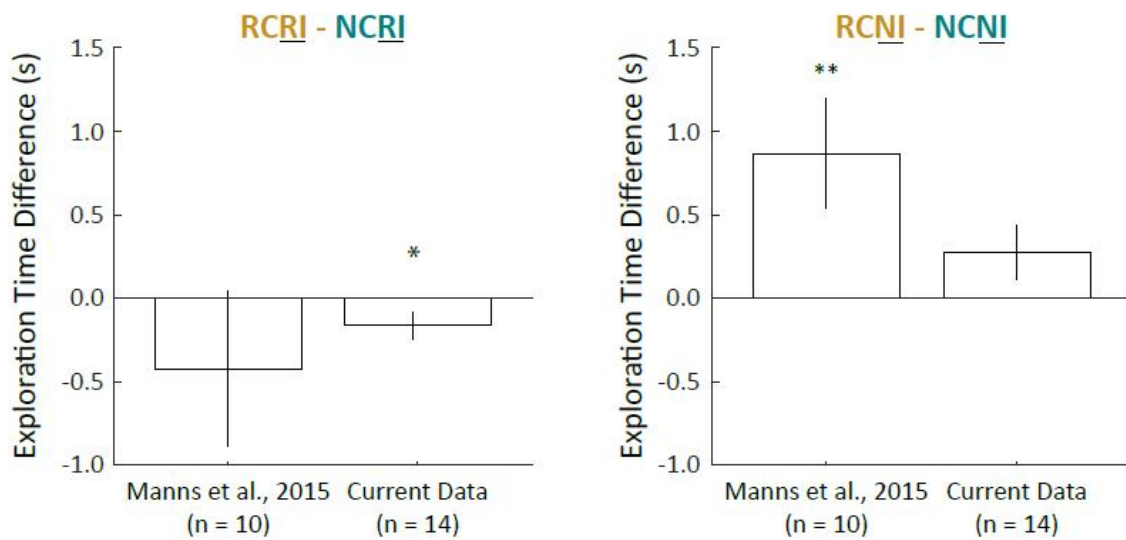 RCRI - NCRI
Exploration Time Difference (s)
1.5
1.0
0.5
0.0
-0.5
-1.0
*
Manns et al., 2015
(n = 10)
Current Data
(n = 14)
RCNI - NCNI
Exploration Time Difference (s)
1.5
1.0
0.5
0.0
-0.5
-1.0
**
Manns et al., 2015
(n = 10)
Current Data
(n = 14)